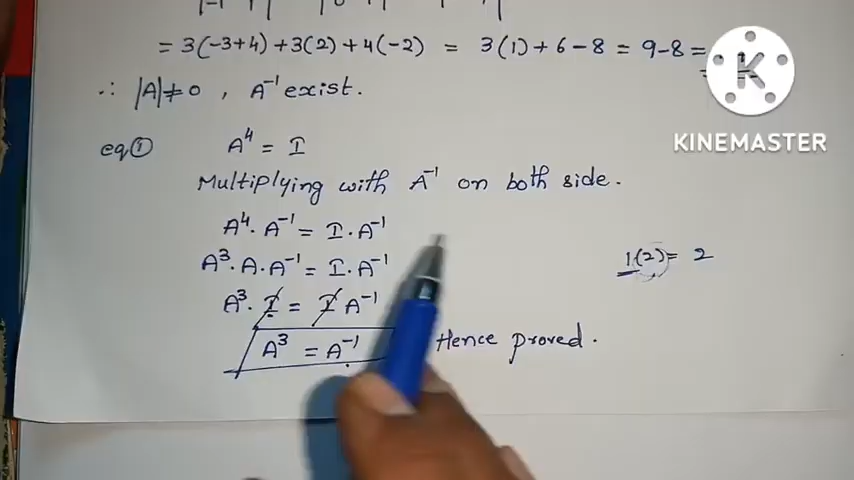 = 3(-3+4)+3(2)+4(-2) = 3(1)+6-8 = 9-8 =
∴ |A|≠0 , A⁻¹ exist.
eq① A⁴ = I
Multiplying with A⁻¹ on both side.
A⁴. A⁻¹ = I . A⁻¹
A³. A. A⁻¹ = I. A⁻¹
A³. I = I A⁻¹
A³ = A⁻¹ Hence proved.
1(2)= 2
K
KINEMASTER